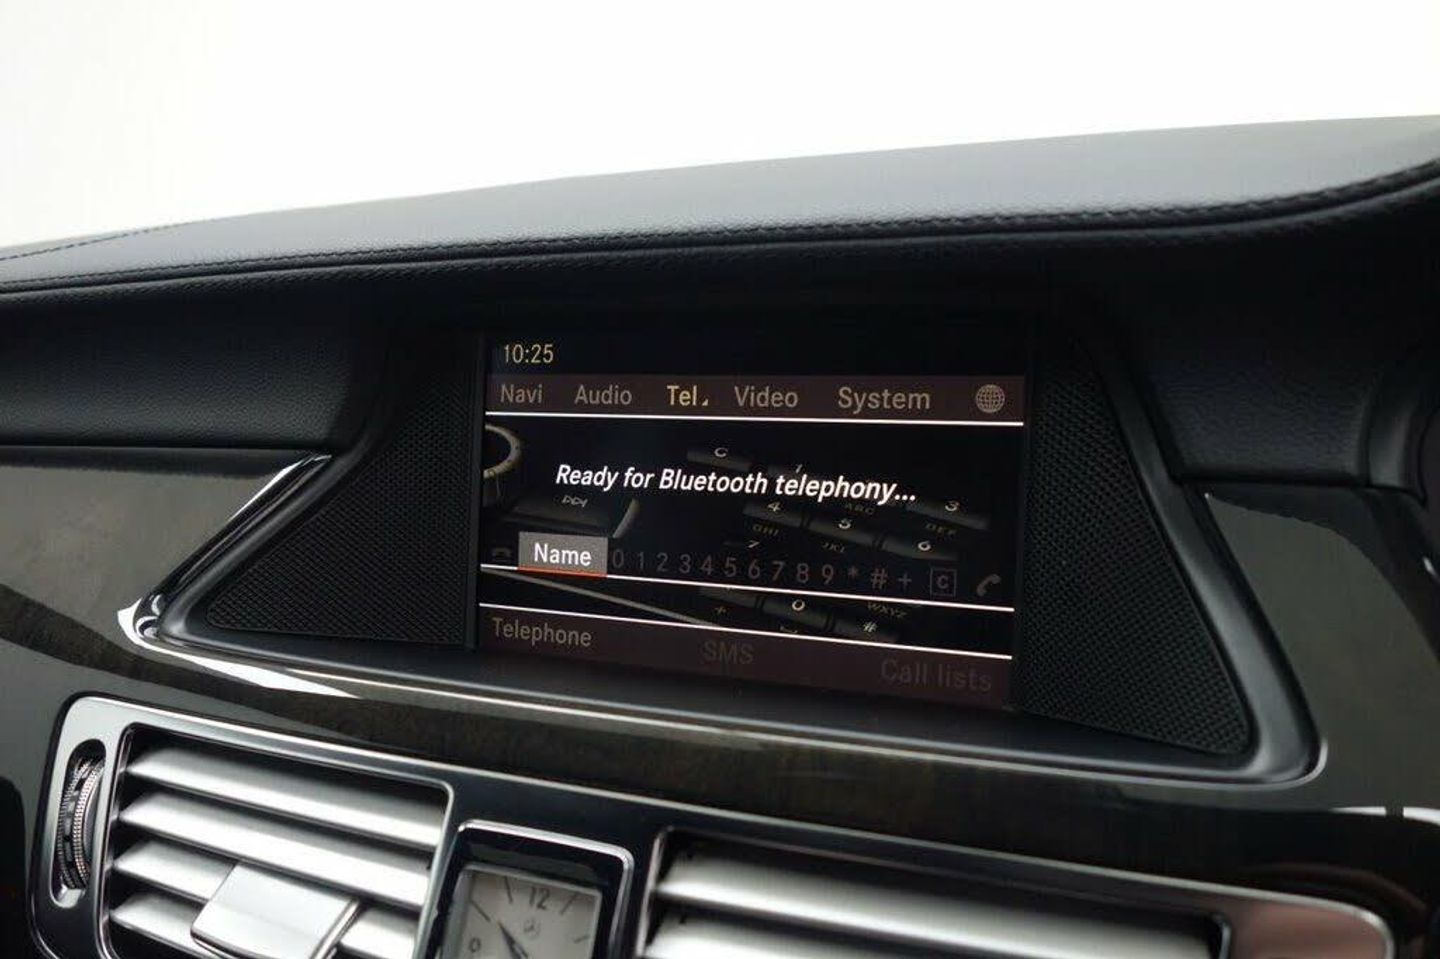 10:25
Navi Audio Tel Video System
Ready for Bluetooth telephony...
Name 0 1 2 3 4 5 6 7 8 9 * # + C
Telephone SMS Call lists
12